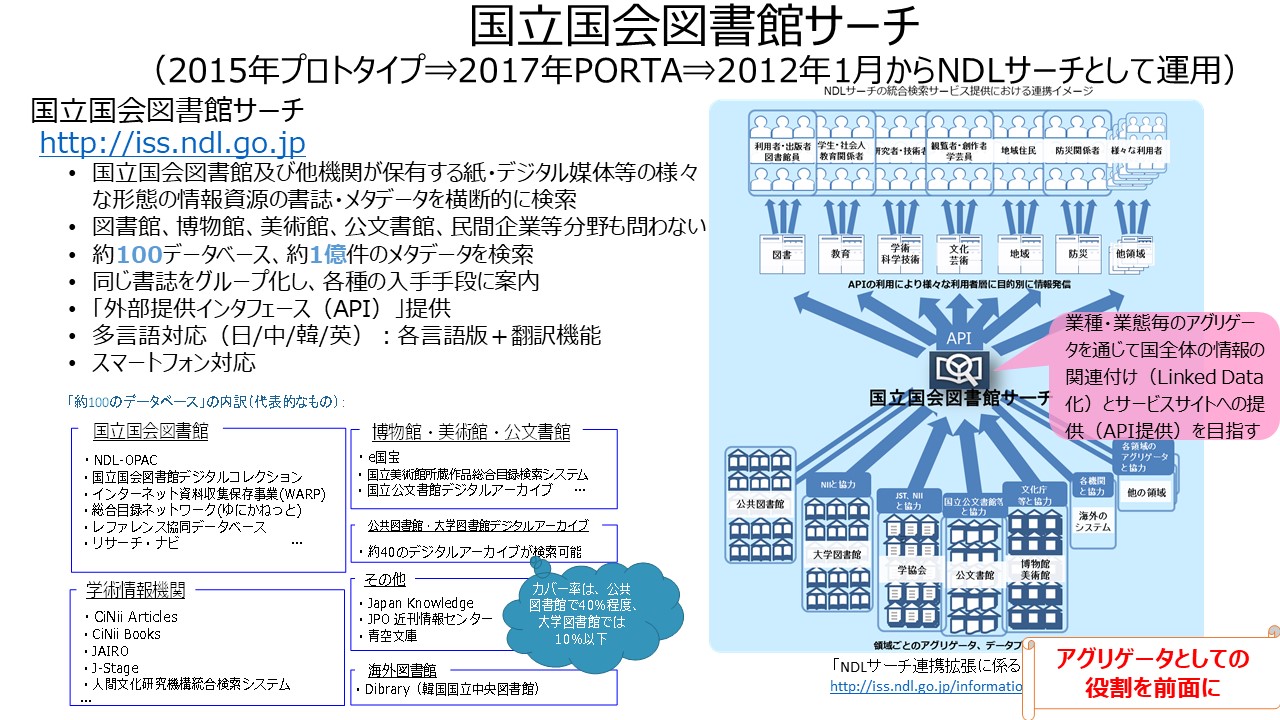 国立国会図書館サーチ
（2015年プロトタイプ⇒2017年PORTA⇒2012年1月からNDLサーチとして運用）
国立国会図書館サーチ
http://iss.ndl.go.jp
• 国立国会図書館及び他機関が保有する紙・デジタル媒体等の様々
な形態の情報資源の書誌・メタデータを横断的に検索
• 図書館、博物館、美術館、公文書館、民間企業等分野も問わない
• 約100データベース、約1億件のメタデータを検索
• 同じ書誌をグループ化し、各種の入手手段に案内
• 「外部提供インタフェース（API）」提供
• 多言語対応（日/中/韓/英）：各言語版＋翻訳機能
• スマートフォン対応
「約100のデータベース」の内訳（代表的なもの）：
国立国会図書館
・NDL-OPAC
・国立国会図書館デジタルコレクション
・インターネット資料収集保存事業(WARP)
・総合目録ネットワーク(ゆにかねっと)
・レファレンス協同データベース
・リサーチ・ナビ …
学術情報機関
・CiNii Articles
・CiNii Books
・JAIRO
・J-Stage
・人間文化研究機構統合検索システム
…
博物館・美術館・公文書館
・e国宝
・国立美術館所蔵作品総合目録検索システム
・国立公文書館デジタルアーカイブ …
公共図書館・大学図書館デジタルアーカイブ
・約40のデジタルアーカイブが検索可能
その他
・Japan Knowledge
・JPO 近刊情報センター
・青空文庫
海外図書館
・Dibrary（韓国国立中央図書館）
カバー率は、公共
図書館で40%程度、
大学図書館では
10%以下
NDLサーチの統合検索サービス提供における連携イメージ
利用者・出版者
図書館員
学生・社会人
教育関係者
研究者・技術者
観覧者・創作者
学芸員
地域住民
防災関係者
様々な利用者
図書
教育
学術
科学技術
文化
芸術
地域
防災
他領域
APIの利用により様々な利用者層に目的別に情報発信
API
国立国会図書館サーチ
業種・業態毎のアグリゲー
タを通じて国全体の情報の
関連付け（Linked Data
化）とサービスサイトへの提
供（API提供）を目指す
公共図書館
NIIと協力
大学図書館
JST、NII
と協力
学協会
国立公文書館等
と協力
公文書館
文化庁
等と協力
博物館
美術館
各機関
と協力
海外の
システム
各領域の
アグリゲータ
と協力
他の領域
領域ごとのアグリゲータ、データプ
「NDLサーチ連携拡張に係る
http://iss.ndl.go.jp/informatio
アグリゲータとしての
役割を前面に